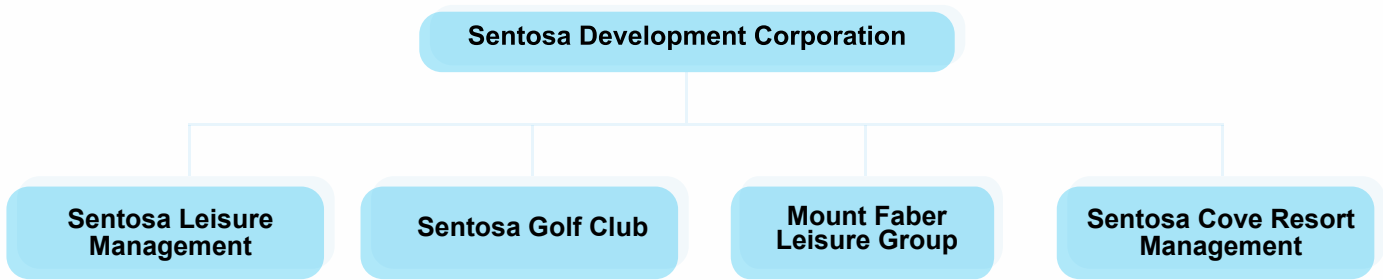 Sentosa Development Corporation
Sentosa Leisure
Management
Sentosa Golf Club
Mount Faber
Leisure Group
Sentosa Cove Resort
Management